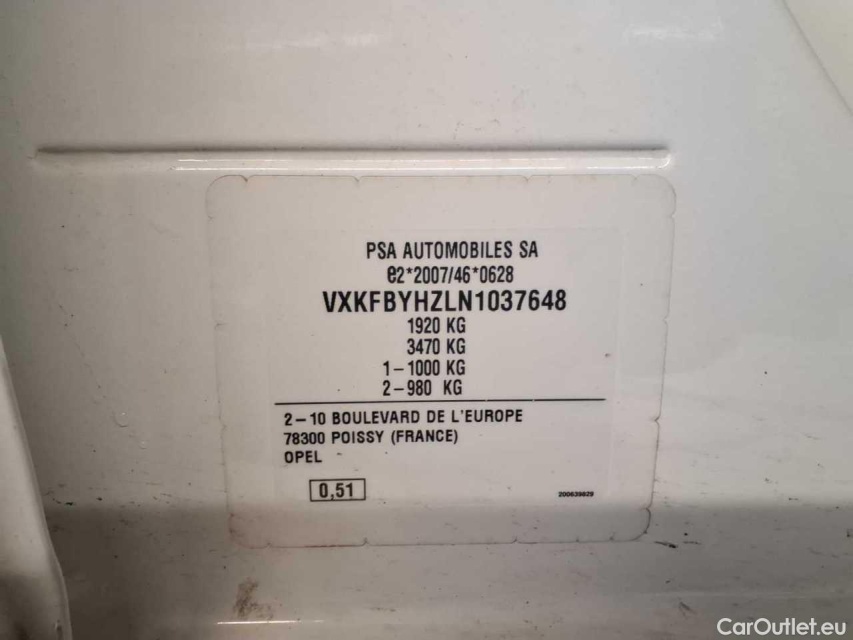 PSA AUTOMOBILES SA
e2*2007/46*0628
VXKFBYHZLN1037648
1920 KG
3470 KG
1-1000 KG
2-980 KG
2-10 BOULEVARD DE L'EUROPE
78300 POISSY (FRANCE)
OPEL
0,51
200639829
CarOutlet.eu